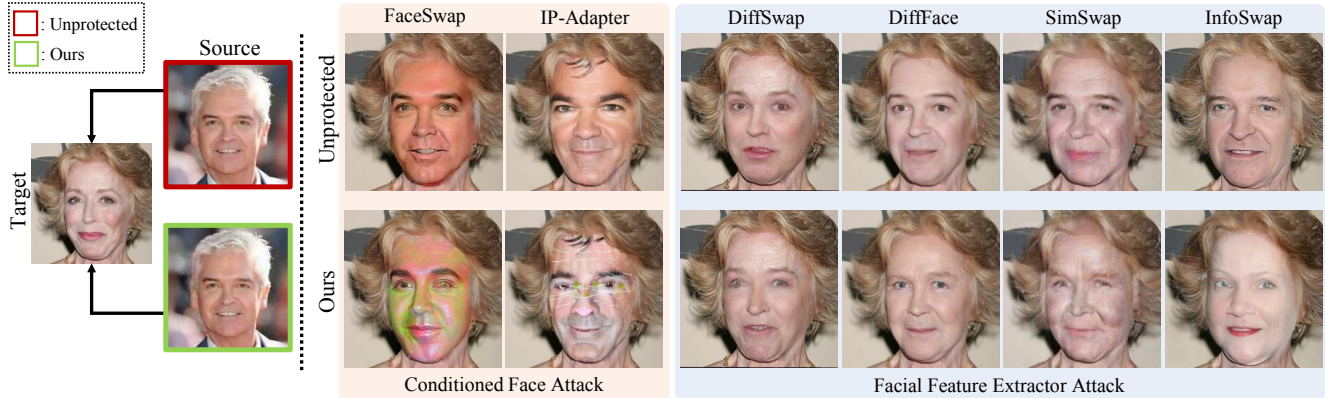 : Unprotected
: Ours
Source
Target
FaceSwap IP-Adapter DiffSwap DiffFace SimSwap InfoSwap
Unprotected
Ours
Conditioned Face Attack Facial Feature Extractor Attack